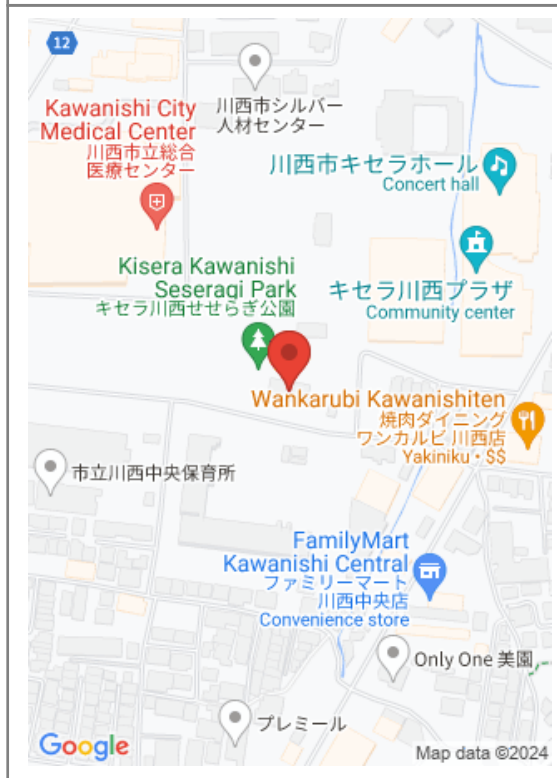 12
川西市シルバー
人材センター
Kawanishi City
Medical Center
川西市立総合
医療センター
川西市キセラホール
Concert hall
Kisera Kawanishi
Seseragi Park
キセラ川西せせらぎ公園
キセラ川西プラザ
Community center
Wankarubi Kawanishiten
焼肉ダイニング
ワンカルビ 川西店
Yakiniku・$$
市立川西中央保育所
FamilyMart
Kawanishi Central
ファミリーマート
川西中央店
Convenience store
Only One 美園
プレミール
Google
Map data ©2024